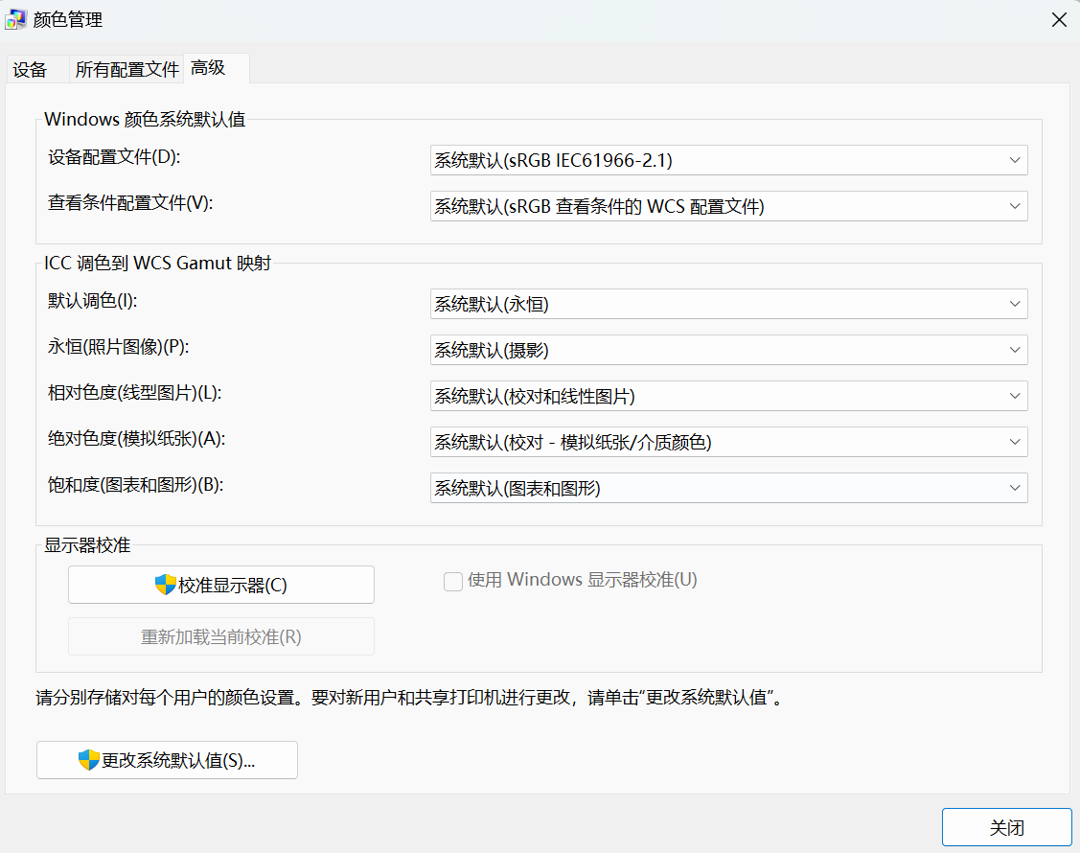 颜色管理
设备 所有配置文件 高级
Windows 颜色系统默认值
设备配置文件(D): 系统默认(sRGB IEC61966-2.1)
查看条件配置文件(V): 系统默认(sRGB 查看条件的 WCS 配置文件)
ICC 调色到 WCS Gamut 映射
默认调色(I): 系统默认(永恒)
永恒(照片图像)(P): 系统默认(摄影)
相对色度(线型图片)(L): 系统默认(校对和线性图片)
绝对色度(模拟纸张)(A): 系统默认(校对 - 模拟纸张/介质颜色)
饱和度(图表和图形)(B): 系统默认(图表和图形)
显示器校准
校准显示器(C) 使用 Windows 显示器校准(U)
重新加载当前校准(R)
请分别存储对每个用户的颜色设置。要对新用户和共享打印机进行更改，请单击“更改系统默认值”。
更改系统默认值(S)...
关闭